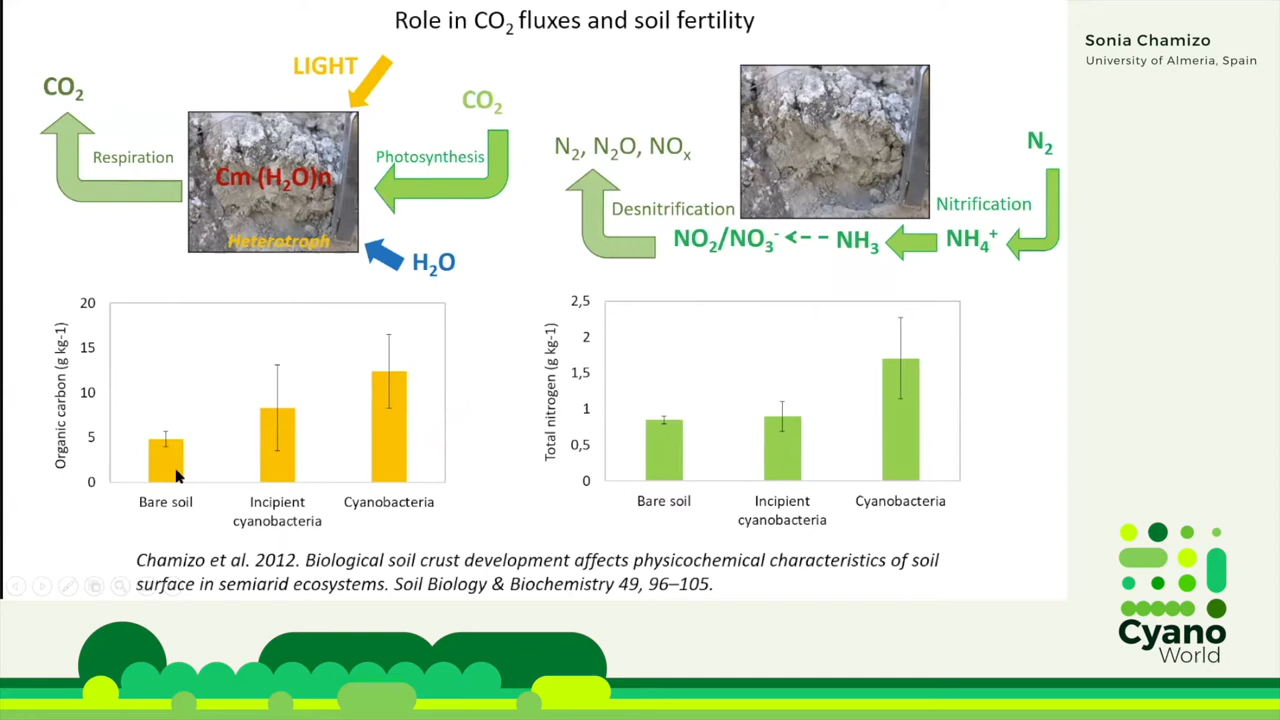 Role in CO₂ fluxes and soil fertility
Sonia Chamizo
University of Almeria, Spain
LIGHT
CO₂
CO₂
Respiration
Photosynthesis
Cm (H₂O)n
Heterotroph
H₂O
N₂, N₂O, NOₓ
N₂
Desnitrification
Nitrification
NO₂/NO₃⁻ <-- NH₃
NH₄⁺
Organic carbon (g kg-1)
20
15
10
5
0
Bare soil
Incipient
cyanobacteria
Cyanobacteria
Total nitrogen (g kg-1)
2,5
2
1,5
1
0,5
0
Bare soil
Incipient
cyanobacteria
Cyanobacteria
Chamizo et al. 2012. Biological soil crust development affects physicochemical characteristics of soil
surface in semiarid ecosystems. Soil Biology & Biochemistry 49, 96–105.
Cyano
World